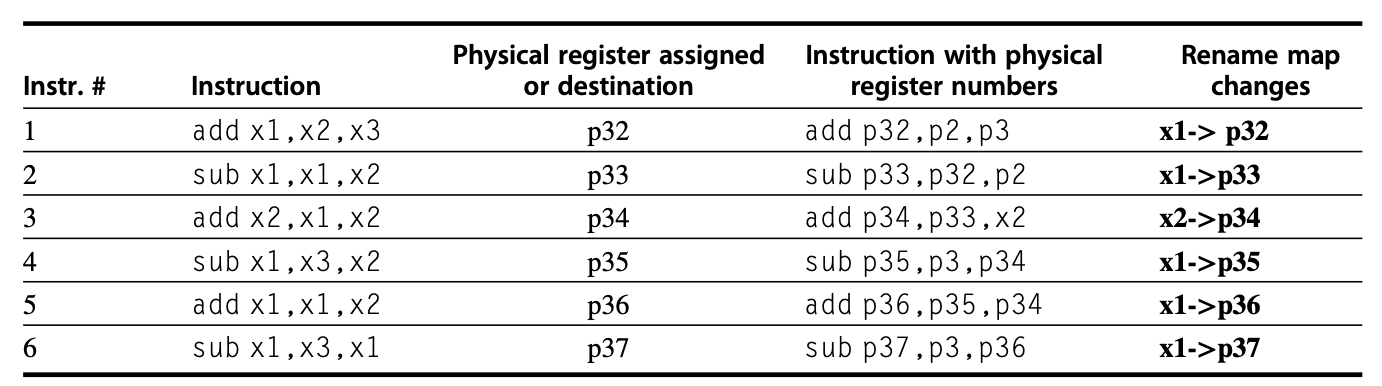 Instr. # Instruction Physical register assigned or destination Instruction with physical register numbers Rename map changes
1 add x1,x2,x3 p32 add p32,p2,p3 x1-> p32
2 sub x1,x1,x2 p33 sub p33,p32,p2 x1->p33
3 add x2,x1,x2 p34 add p34,p33,x2 x2->p34
4 sub x1,x3,x2 p35 sub p35,p3,p34 x1->p35
5 add x1,x1,x2 p36 add p36,p35,p34 x1->p36
6 sub x1,x3,x1 p37 sub p37,p3,p36 x1->p37